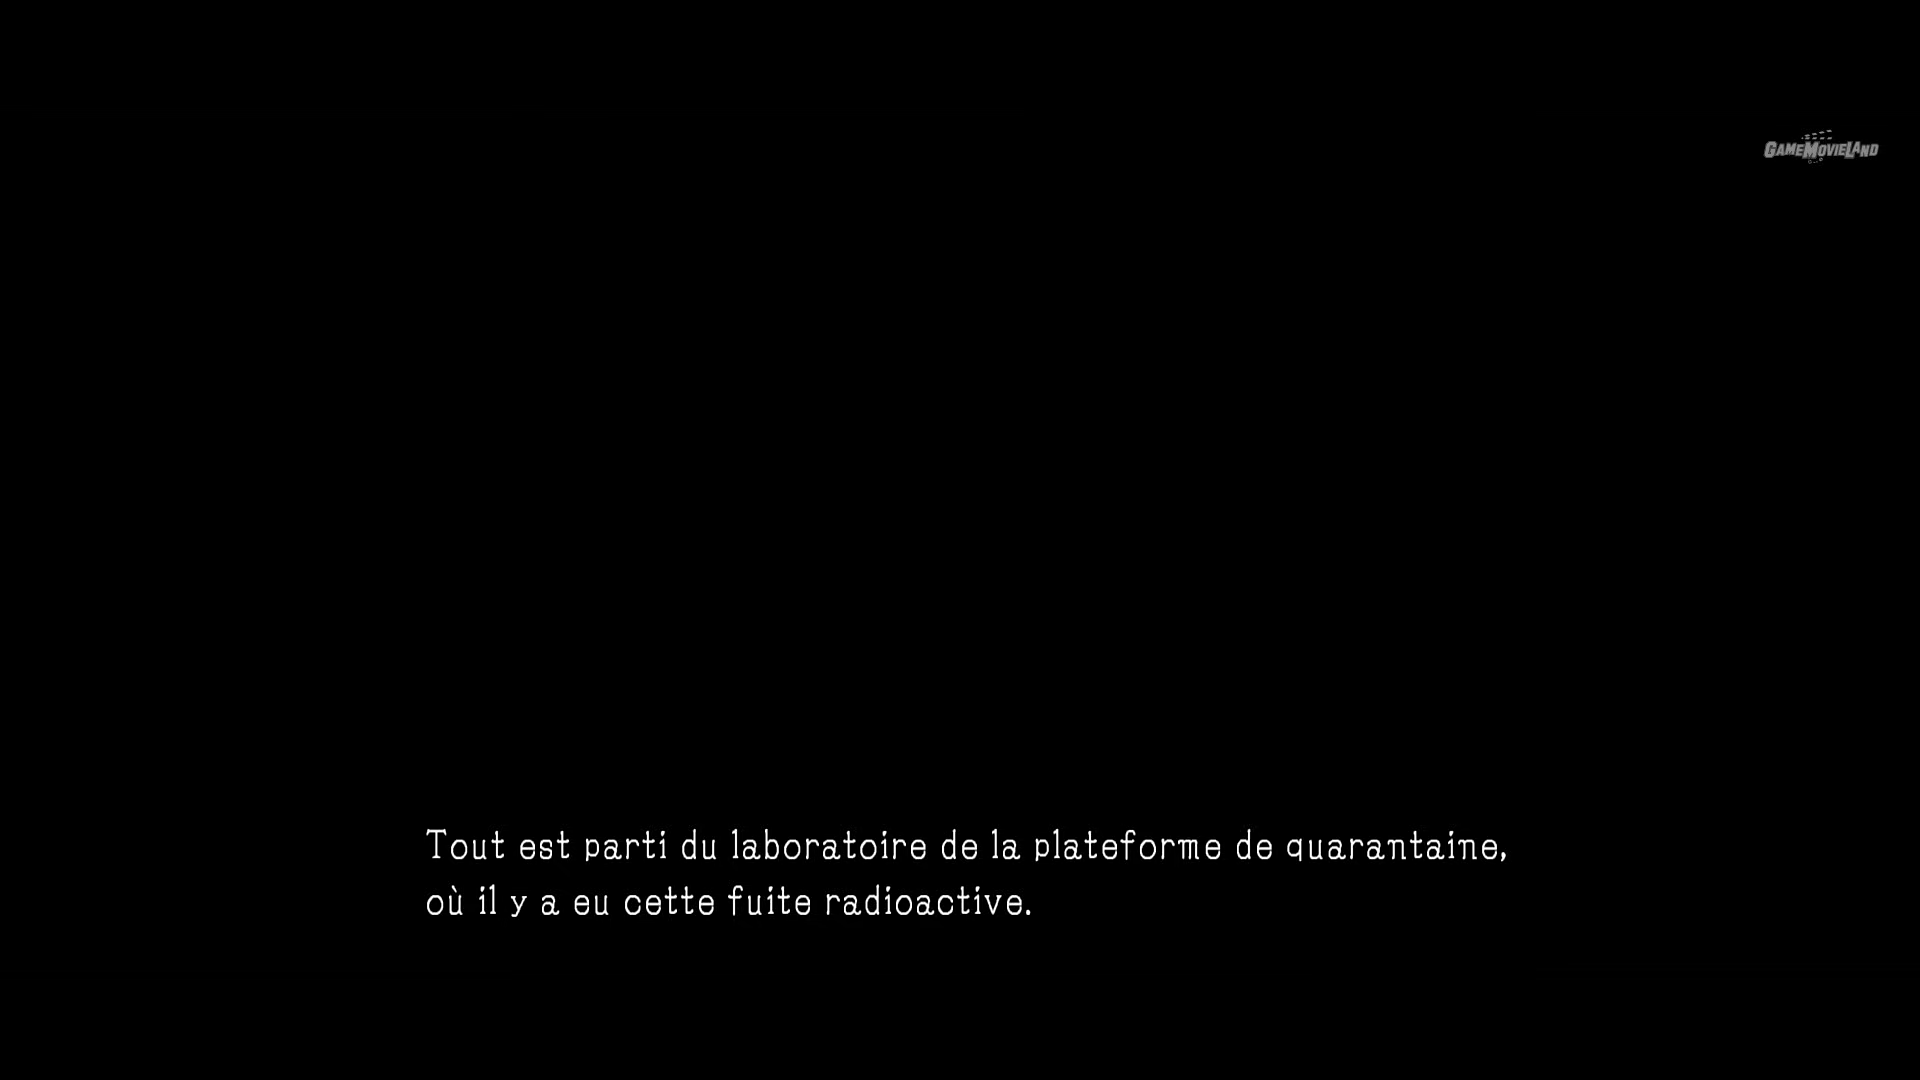 GAMEMOVIELAND
Tout est parti du laboratoire de la plateforme de quarantaine,
où il y a eu cette fuite radioactive.